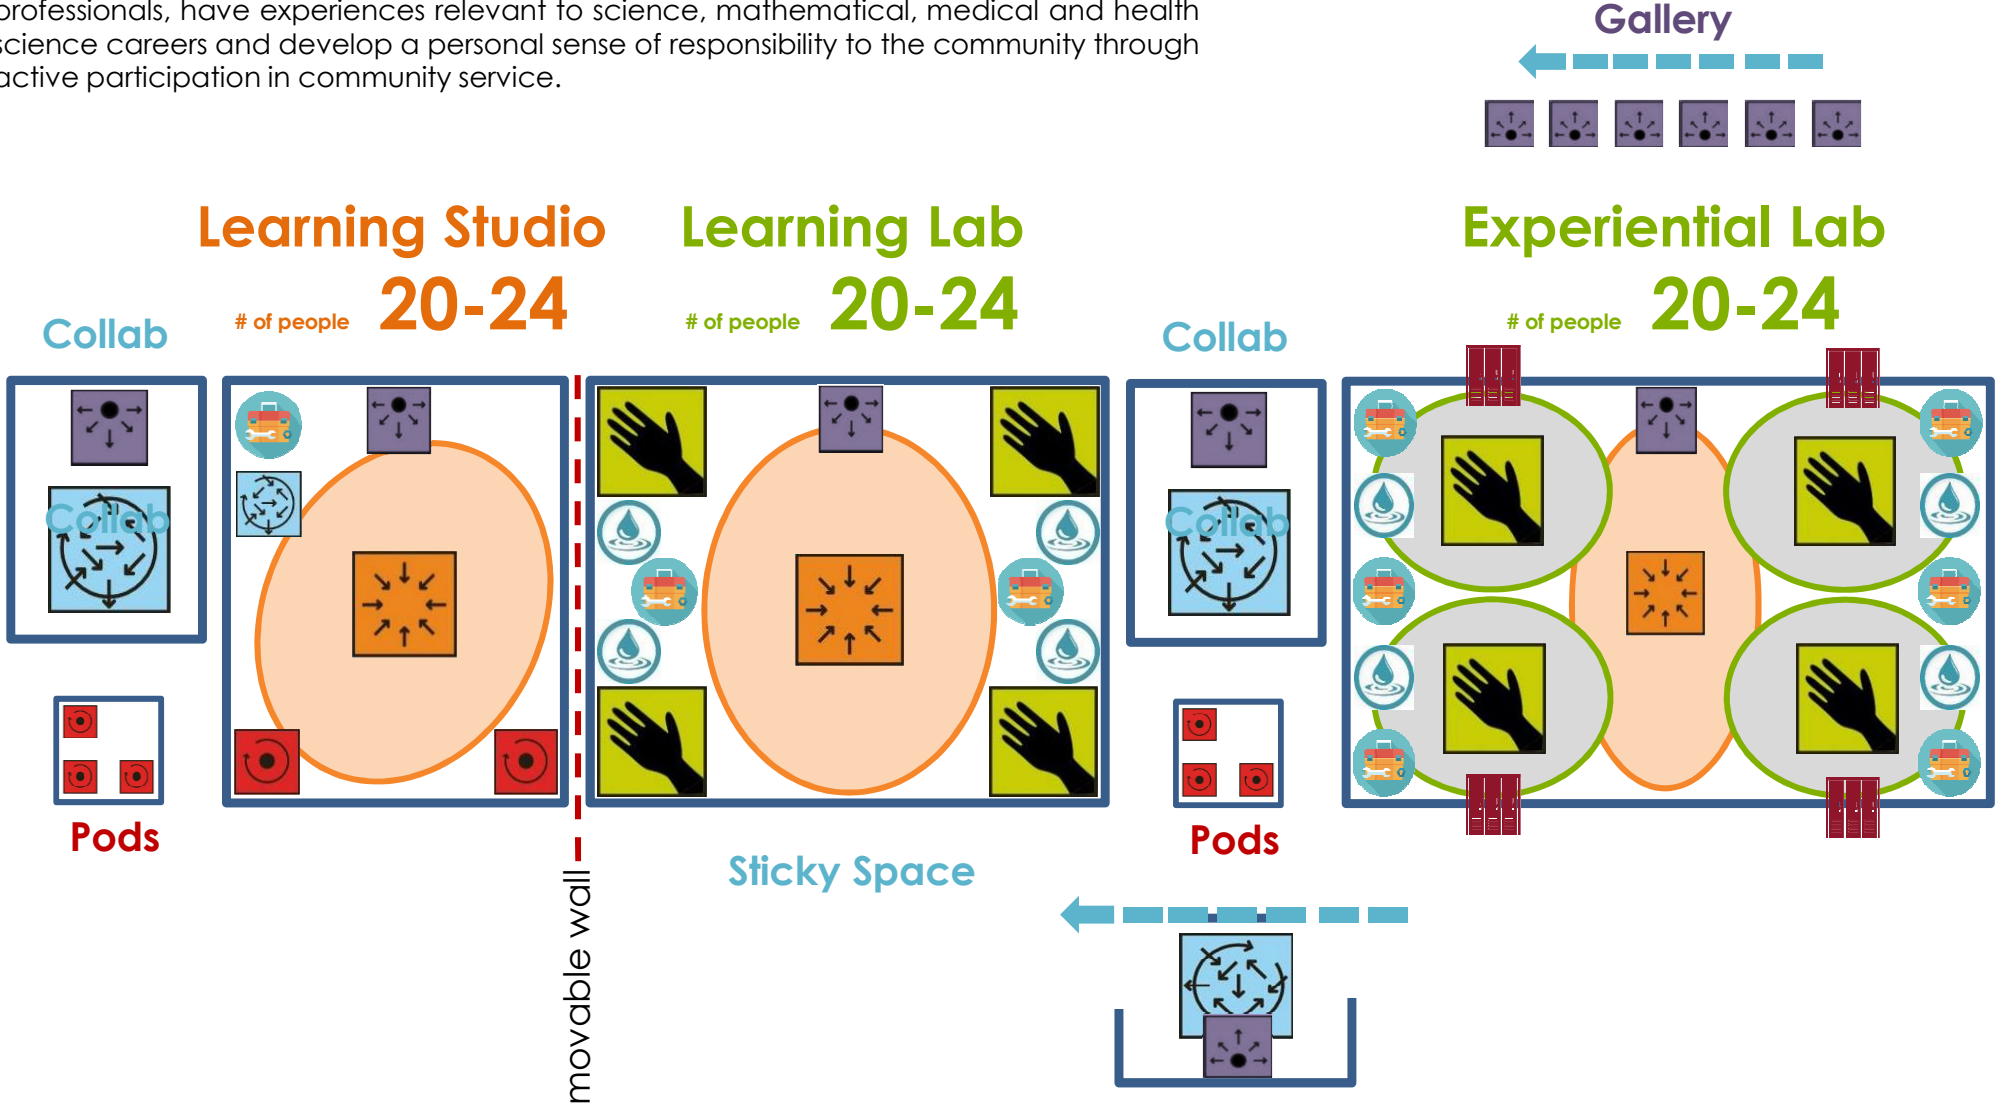 professionals, have experiences relevant to science, mathematical, medical and health
science careers and develop a personal sense of responsibility to the community through
active participation in community service.
Gallery
Learning Studio
# of people 20-24
Learning Lab
# of people 20-24
Experiential Lab
# of people 20-24
Collab
Collab
Collab
Collab
Pods
Pods
Sticky Space
movable wall